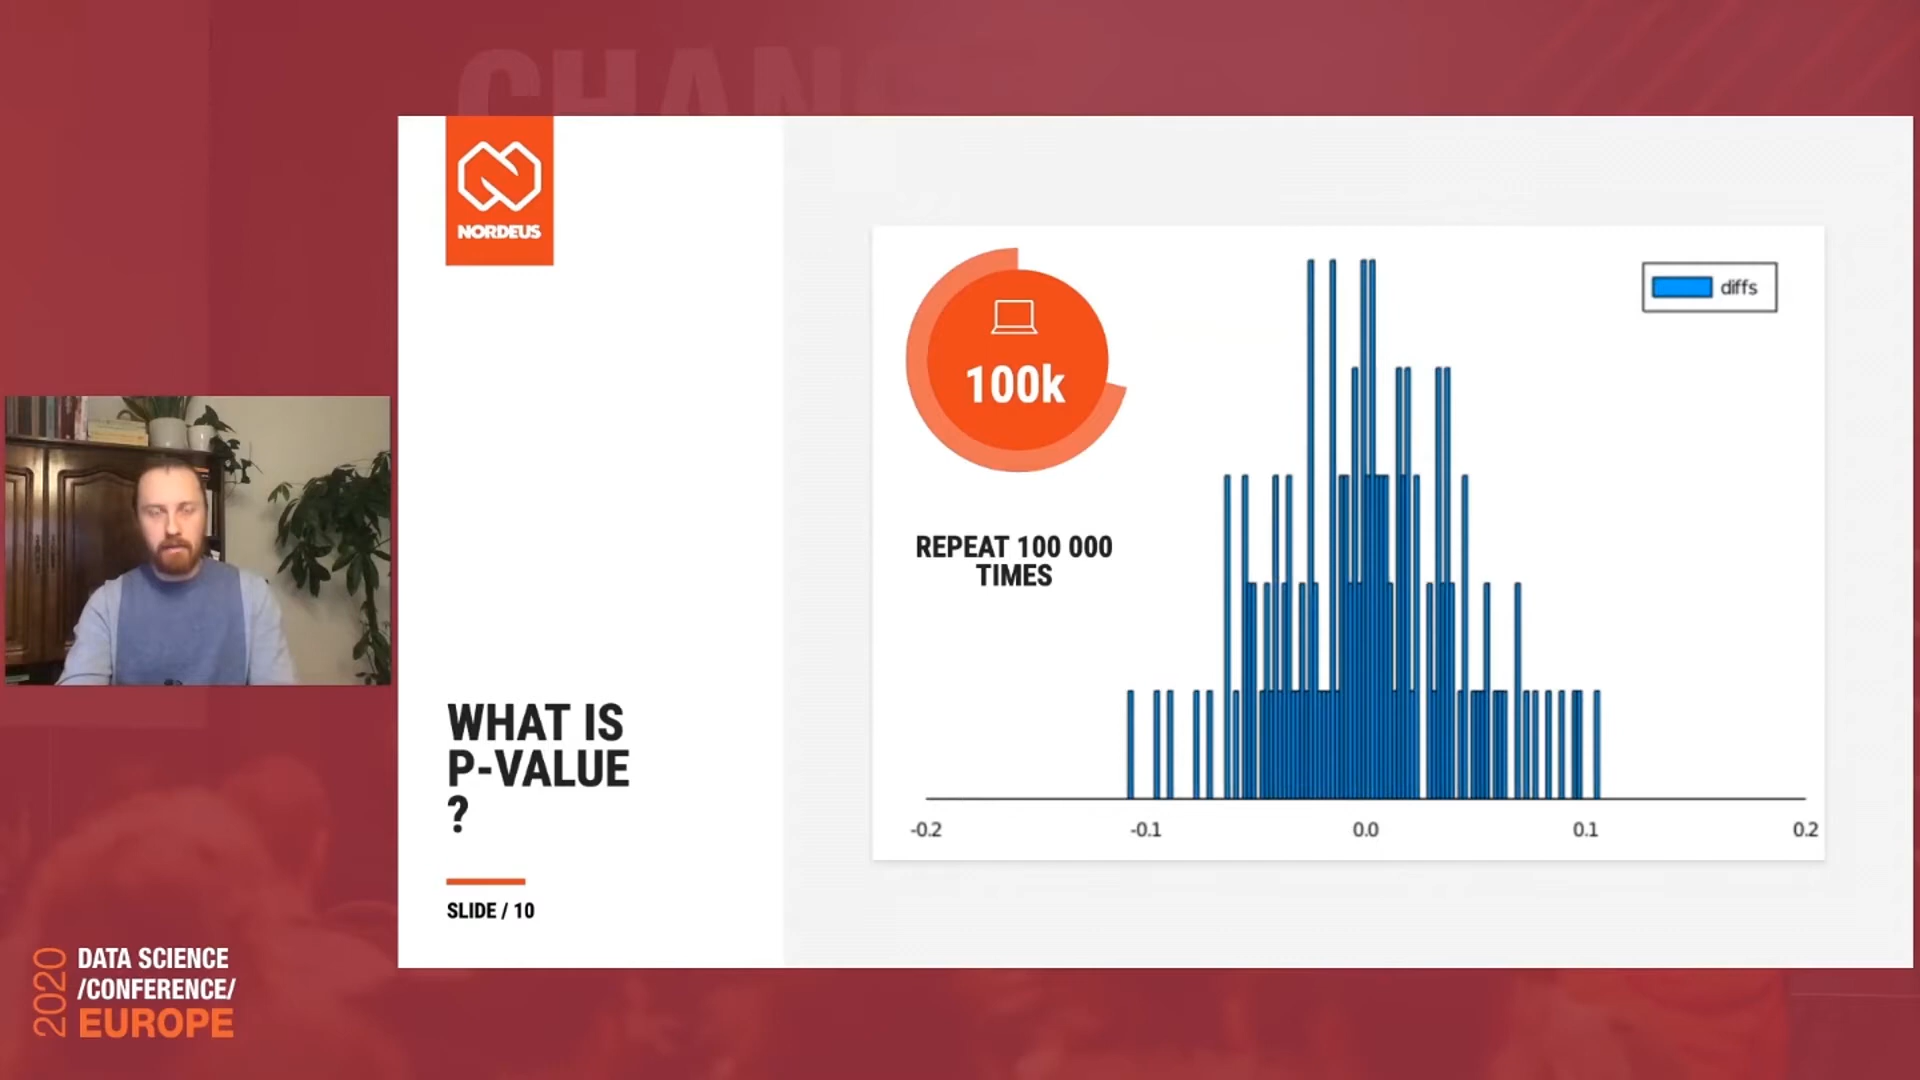 CHAN
NORDEUS
diffs
100k
REPEAT 100 000
TIMES
-0.2
-0.1
0.0
0.1
0.2
WHAT IS
P-VALUE
?
SLIDE / 10
2020
DATA SCIENCE
/CONFERENCE/
EUROPE